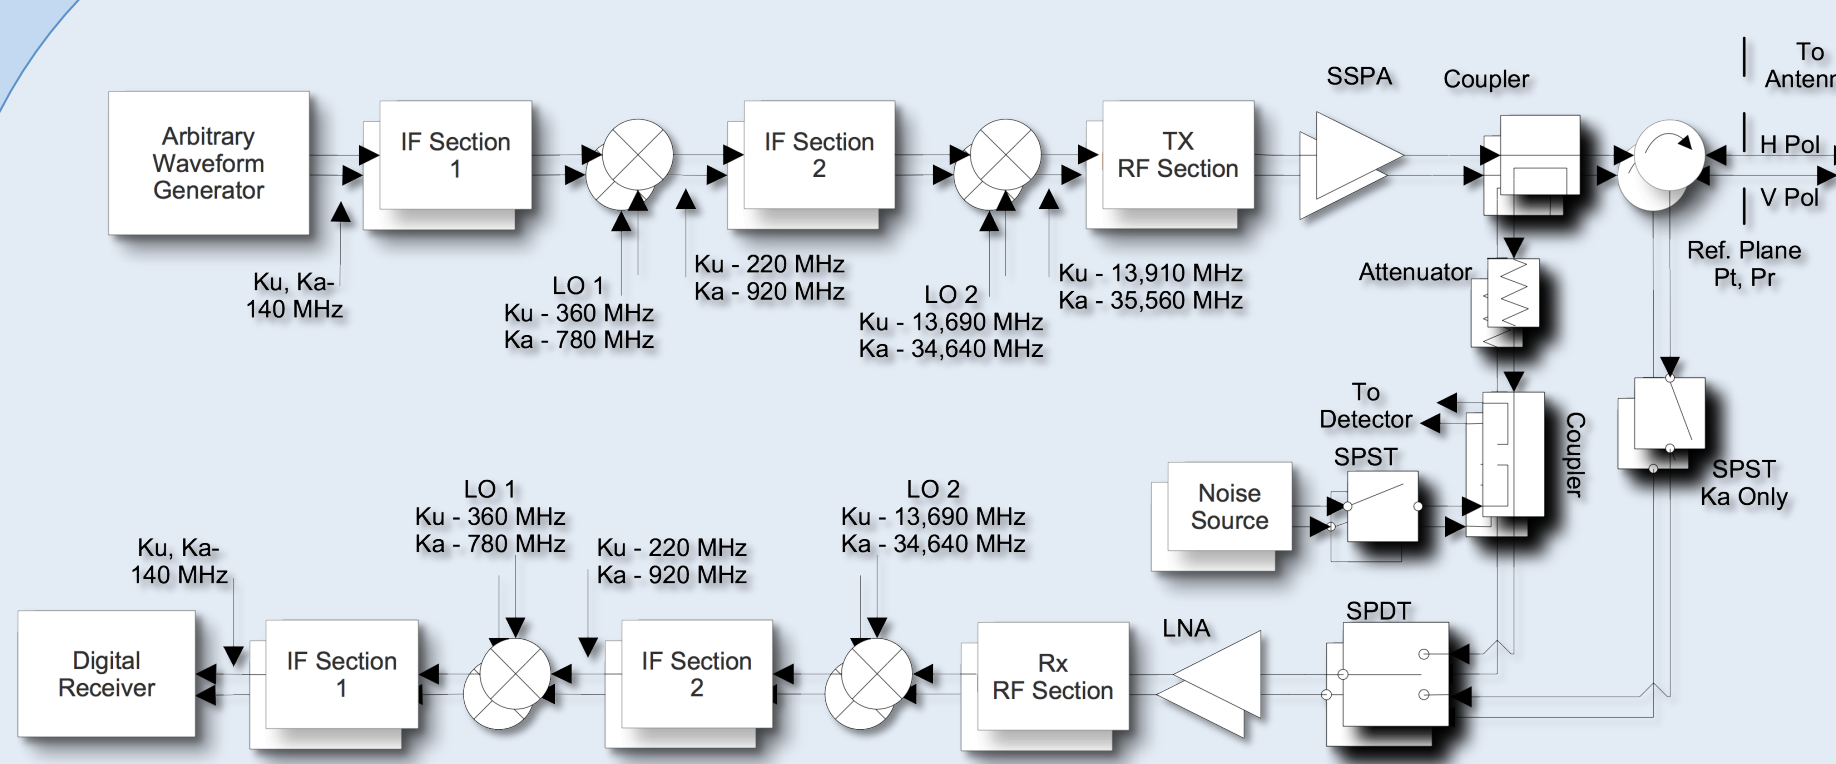 To
Antenn
SSPA
Coupler
Arbitrary
Waveform
Generator
IF Section
1
IF Section
2
TX
RF Section
H Pol
V Pol
Ref. Plane
Pt, Pr
Ku, Ka-
140 MHz
LO 1
Ku - 360 MHz
Ka - 780 MHz
Ku - 220 MHz
Ka - 920 MHz
LO 2
Ku - 13,690 MHz
Ka - 34,640 MHz
Ku - 13,910 MHz
Ka - 35,560 MHz
Attenuator
To
Detector
Coupler
SPST
SPST
Ka Only
Noise
Source
LO 1
Ku - 360 MHz
Ka - 780 MHz
LO 2
Ku - 13,690 MHz
Ka - 34,640 MHz
Ku, Ka-
140 MHz
Ku - 220 MHz
Ka - 920 MHz
SPDT
LNA
Digital
Receiver
IF Section
1
IF Section
2
Rx
RF Section